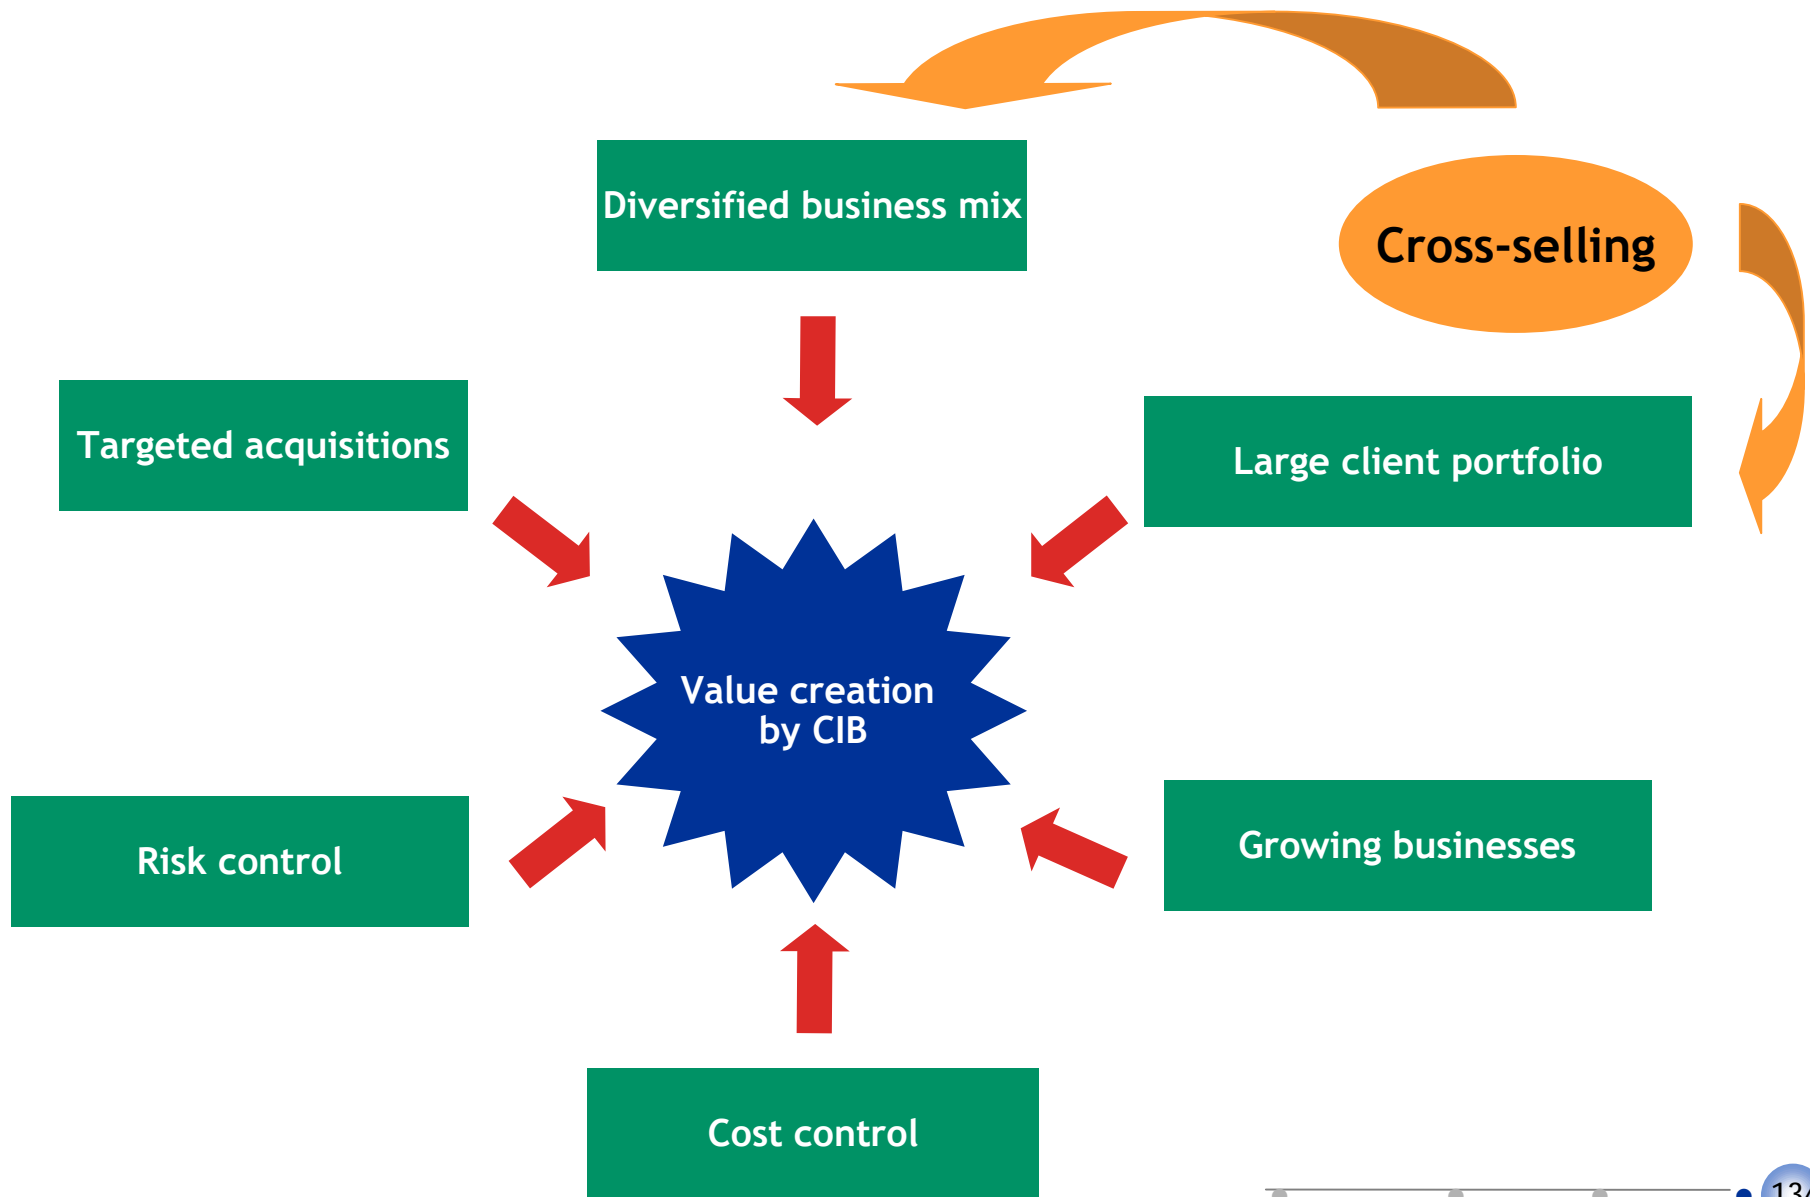 Diversified business mix
Cross-selling
Targeted acquisitions
Large client portfolio
Value creation
by CIB
Risk control
Growing businesses
Cost control